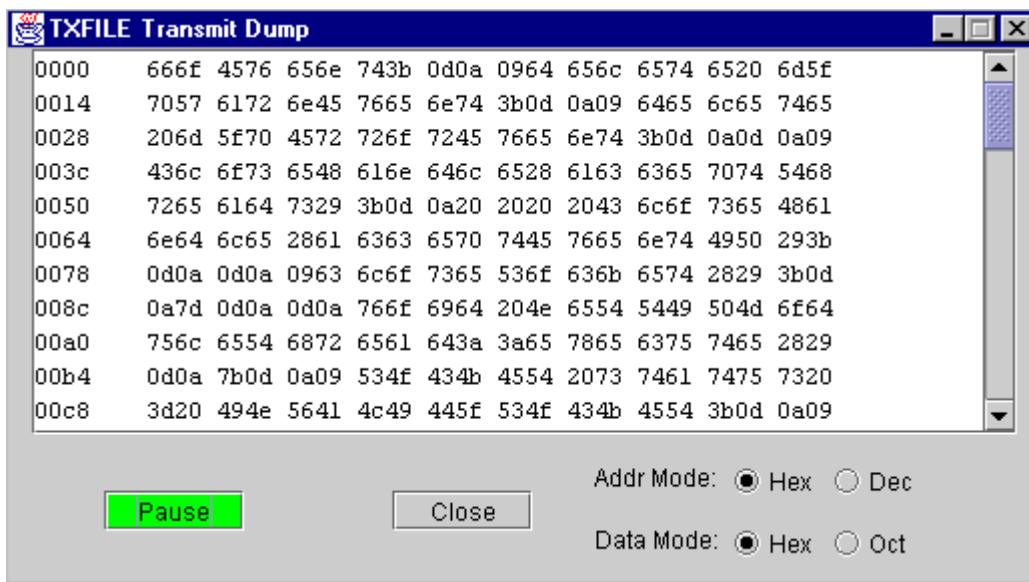 TXFILE Transmit Dump
0000 666f 4576 656e 743b 0d0a 0964 656c 6574 6520 6d5f
0014 7057 6172 6e45 7665 6e74 3b0d 0a09 6465 6c65 7465
0028 206d 5f70 4572 726f 7245 7665 6e74 3b0d 0a0d 0a09
003c 436c 6f73 6548 616e 646c 6528 6163 6365 7074 5468
0050 7265 6164 7329 3b0d 0a20 2020 2043 6c6f 7365 4861
0064 6e64 6c65 2861 6363 6570 7445 7665 6e74 4950 293b
0078 0d0a 0d0a 0963 6c6f 7365 536f 636b 6574 2829 3b0d
008c 0a7d 0d0a 0d0a 766f 6964 204e 6554 5449 504d 6f64
00a0 756c 6554 6872 6561 643a 3a65 7865 6375 7465 2829
00b4 0d0a 7b0d 0a09 534f 434b 4554 2073 7461 7475 7320
00c8 3d20 494e 5641 4c49 445f 534f 434b 4554 3b0d 0a09
Addr Mode: Hex Dec
Pause Close
Data Mode: Hex Oct